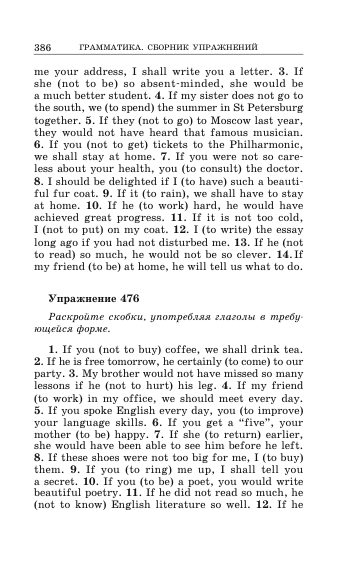 386 ГРАММАТИКА. СБОРНИК УПРАЖНЕНИЙ
me your address, I shall write you a letter. 3. If
she (not to be) so absent-minded, she would be
a much better student. 4. If my sister does not go to
the south, we (to spend) the summer in St Petersburg
together. 5. If they (not to go) to Moscow last year,
they would not have heard that famous musician.
6. If you (not to get) tickets to the Philharmonic,
we shall stay at home. 7. If you were not so care-
less about your health, you (to consult) the doctor.
8. I should be delighted if I (to have) such a beauti-
ful fur coat. 9. If it (to rain), we shall have to stay
at home. 10. If he (to work) hard, he would have
achieved great progress. 11. If it is not too cold,
I (not to put) on my coat. 12. I (to write) the essay
long ago if you had not disturbed me. 13. If he (not
to read) so much, he would not be so clever. 14. If
my friend (to be) at home, he will tell us what to do.
Упражнение 476
Раскройте скобки, употребляя глаголы в требу-
ющейся форме.
1. If you (not to buy) coffee, we shall drink tea.
2. If he is free tomorrow, he certainly (to come) to our
party. 3. My brother would not have missed so many
lessons if he (not to hurt) his leg. 4. If my friend
(to work) in my office, we should meet every day.
5. If you spoke English every day, you (to improve)
your language skills. 6. If you get a “five”, your
mother (to be) happy. 7. If she (to return) earlier,
she would have been able to see him before he left.
8. If these shoes were not too big for me, I (to buy)
them. 9. If you (to ring) me up, I shall tell you
a secret. 10. If you (to be) a poet, you would write
beautiful poetry. 11. If he did not read so much, he
(not to know) English literature so well. 12. If he